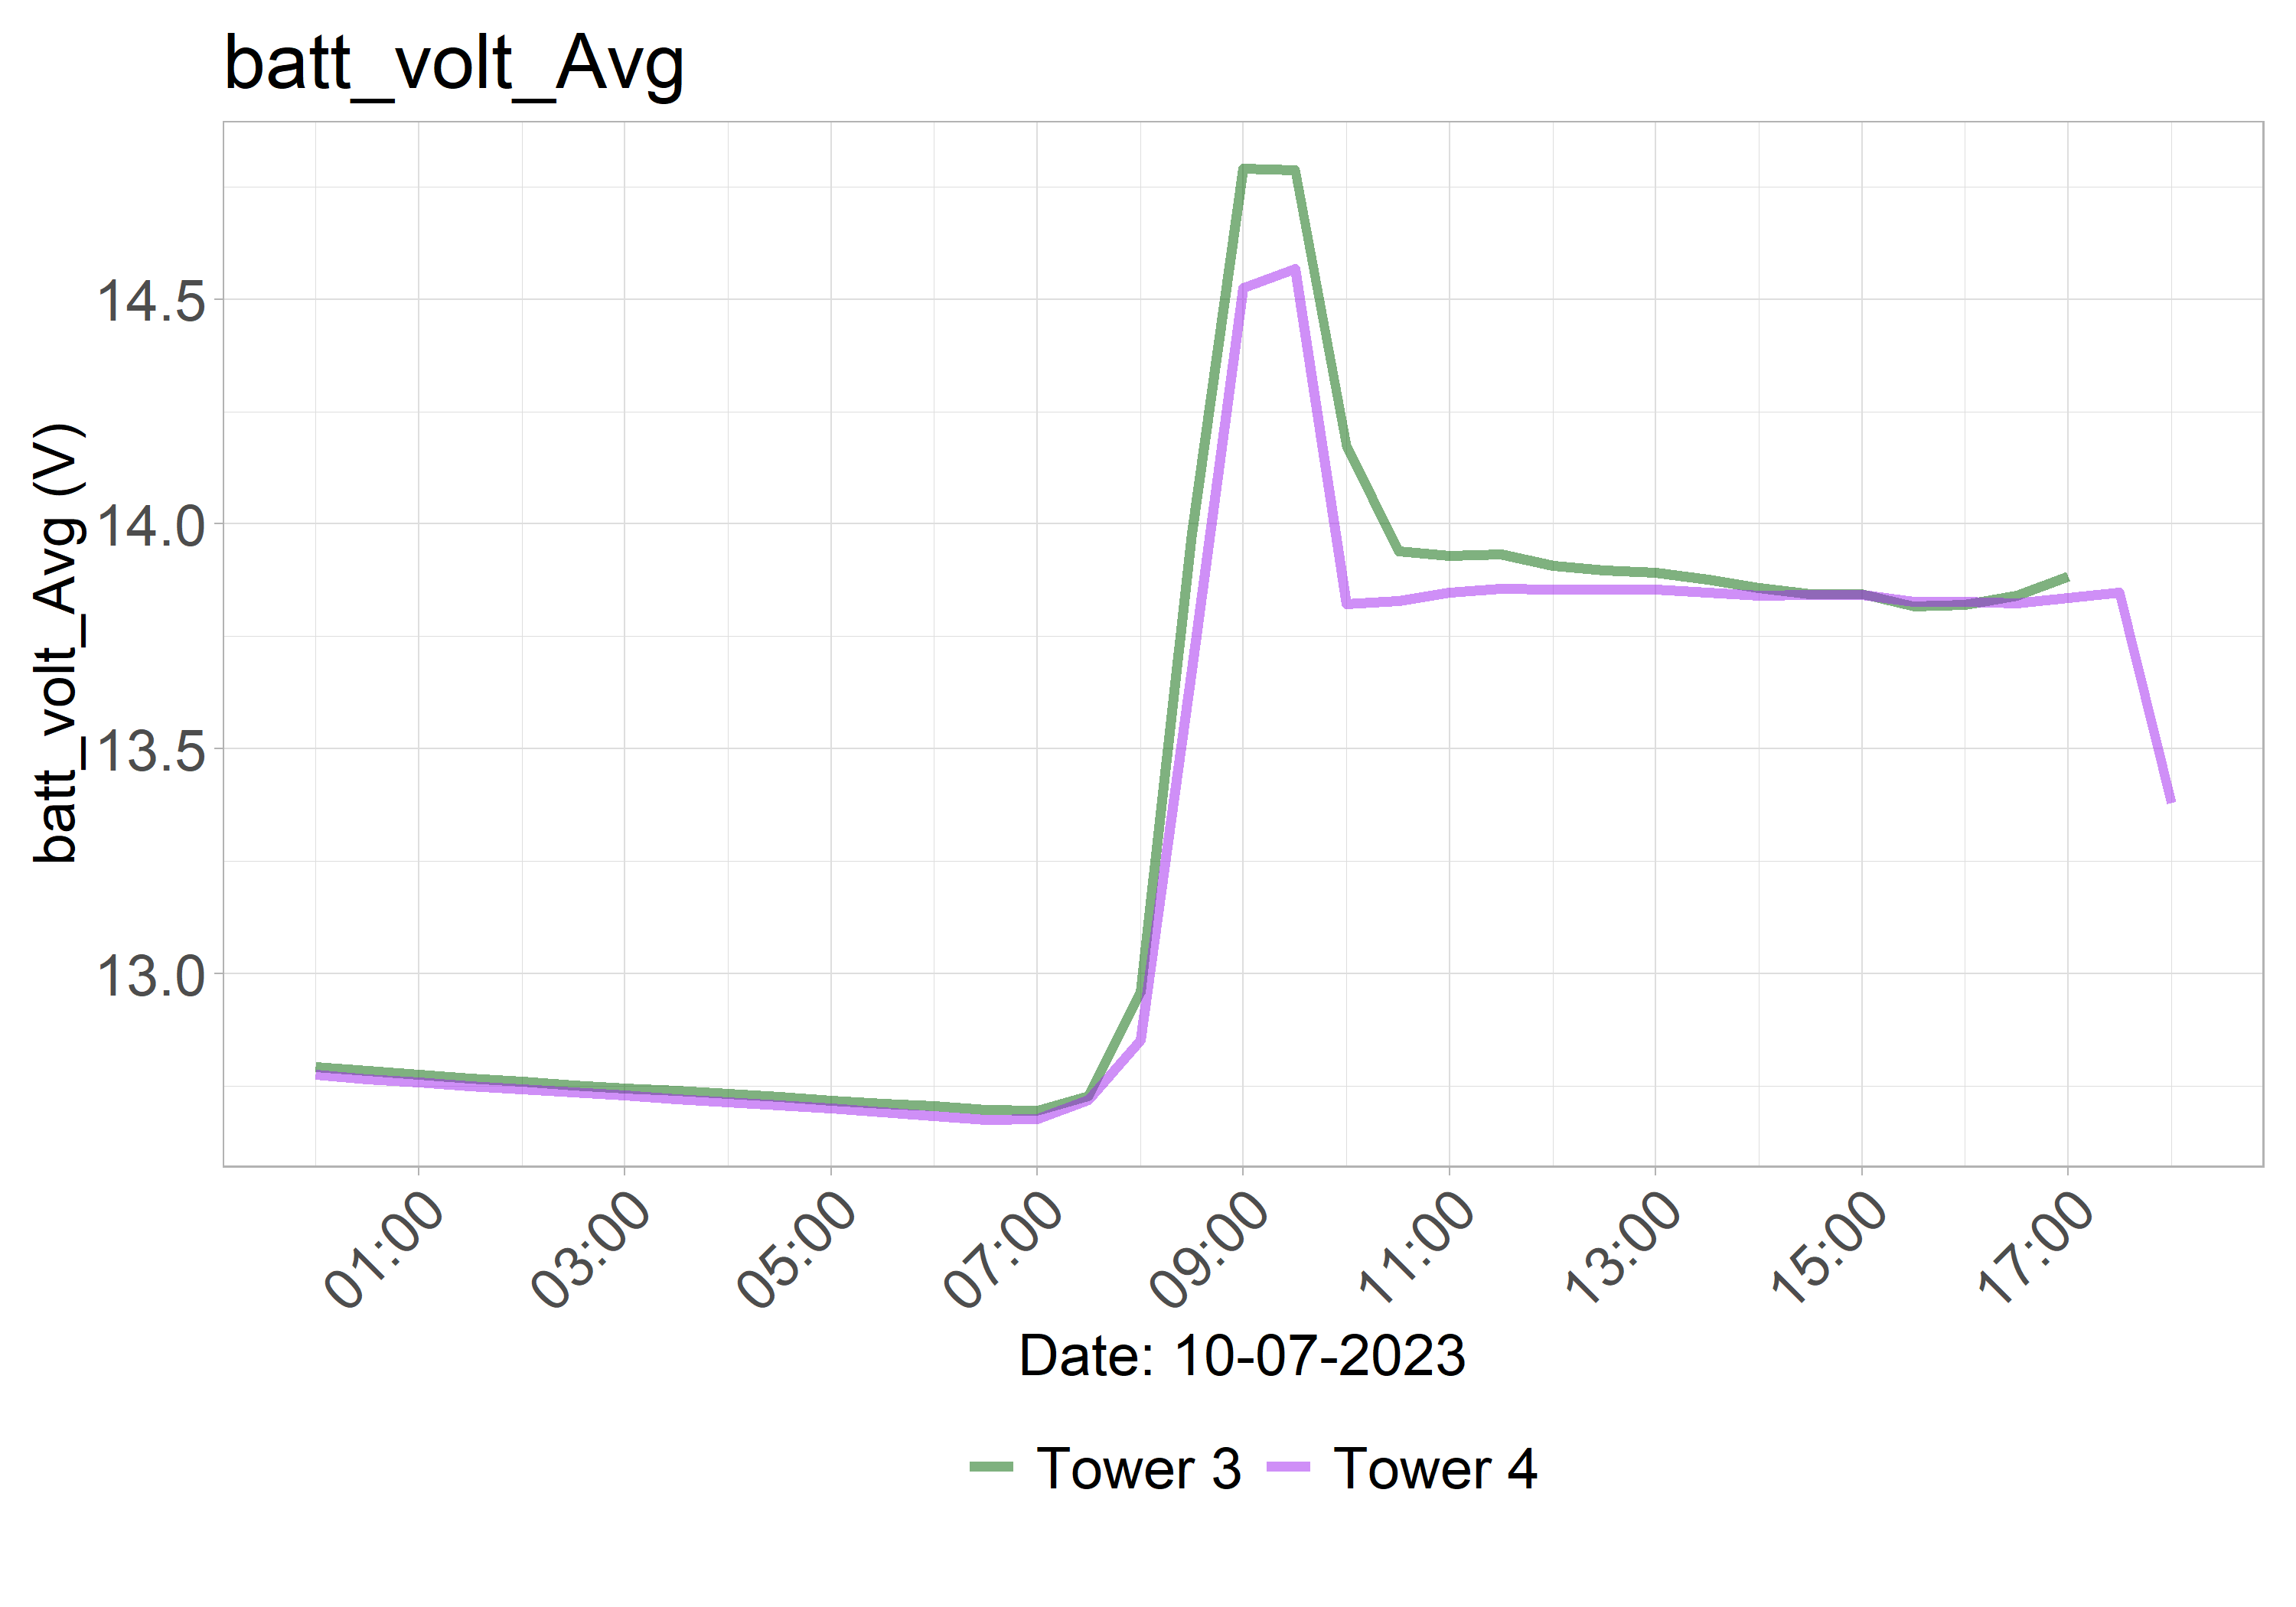 batt_volt_Avg
batt_volt_Avg (V)
14.5
14.0
13.5
13.0
01:00 03:00 05:00 07:00 09:00 11:00 13:00 15:00 17:00
Date: 10-07-2023
Tower 3 Tower 4